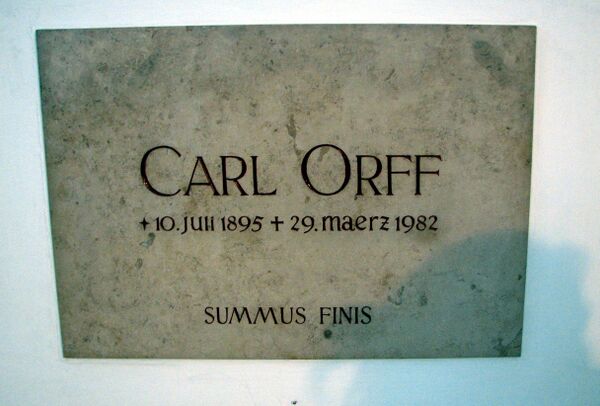 CARL ORFF
✦ 10. Juli 1895 ✝ 29. maerz 1982
SUMMUS FINIS